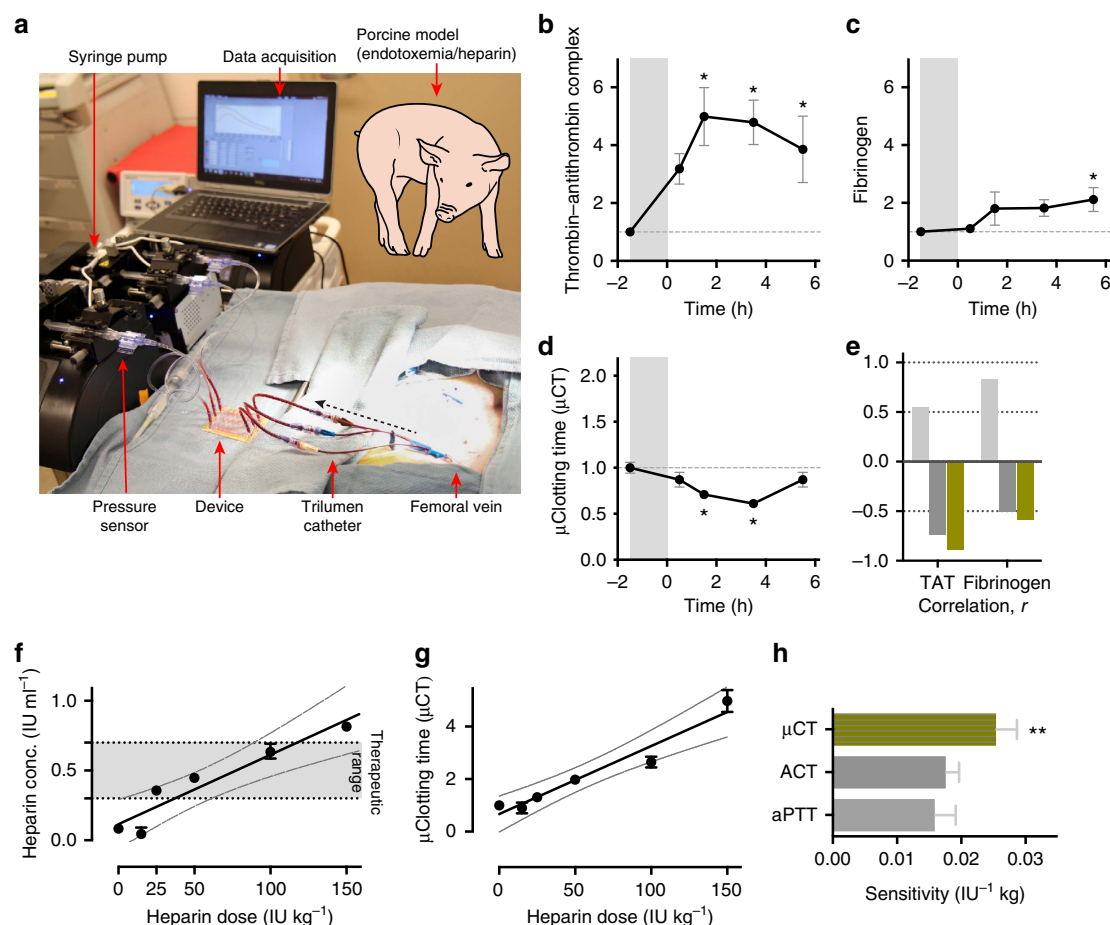 a
Syringe pump
Data acquisition
Porcine model
(endotoxemia/heparin)
Pressure
sensor
Device
Trilumen
catheter
Femoral vein
b
Thrombin–antithrombin complex
6
4
2
0
*
*
*
–2 0 2 4 6
Time (h)
c
Fibrinogen
6
4
2
0
*
–2 0 2 4 6
Time (h)
d
µClotting time (µCT)
2.0
1.5
1.0
0.5
0.0
*
*
–2 0 2 4 6
Time (h)
e
1.0
0.5
0.0
–0.5
–1.0
TAT Fibrinogen
Correlation, r
f
Heparin conc. (IU ml–1)
1.0
0.5
0.0
Therapeutic
range
0 25 50 100 150
Heparin dose (IU kg–1)
g
µClotting time (µCT)
4
2
0
0 50 100 150
Heparin dose (IU kg–1)
h
µCT
ACT
aPTT
**
0.00 0.01 0.02 0.03
Sensitivity (IU–1 kg)